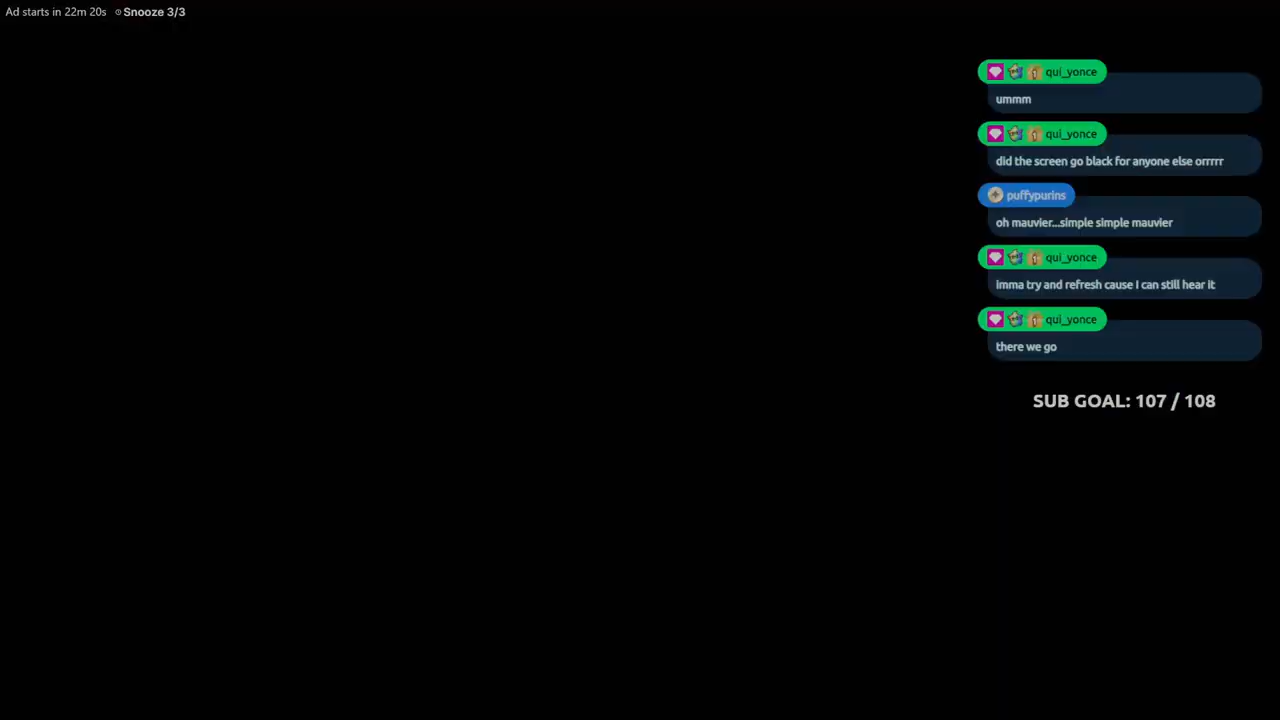 Ad starts in 22m 20s Snooze 3/3
qui_yonce
ummm
qui_yonce
did the screen go black for anyone else orrrrr
puffypurins
oh mauvier...simple simple mauvier
qui_yonce
imma try and refresh cause I can still hear it
qui_yonce
there we go
SUB GOAL: 107 / 108